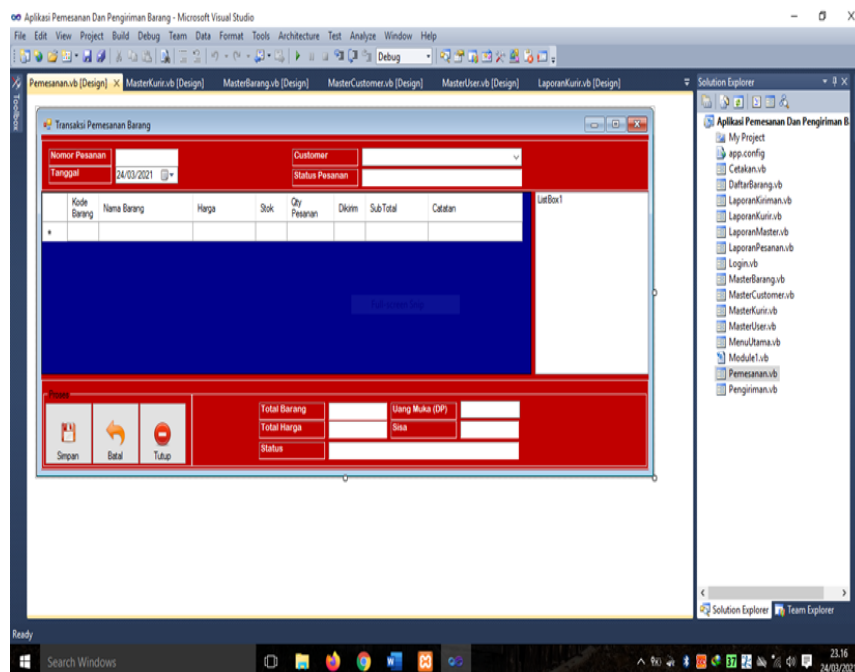 Aplikasi Pemesanan Dan Pengiriman Barang - Microsoft Visual Studio
File Edit View Project Build Debug Team Data Format Tools Architecture Test Analyze Window Help
Debug
Pemesanan.vb [Design] X MasterKurir.vb [Design] MasterBarang.vb [Design] MasterCustomer.vb [Design] MasterUser.vb [Design] LaporanKurir.vb [Design]
Toolbox
Transaksi Pemesanan Barang
Nomor Pesanan
Customer
Tanggal 24/03/2021
Status Pesanan
Kode Barang Nama Barang Harga Stok Qty Pesanan Dikirim SubTotal Catatan
ListBox1
Proses
Simpan Batal Tutup
Total Barang
Uang Muka (DP)
Total Harga
Sisa
Status
Solution Explorer
Aplikasi Pemesanan Dan Pengiriman B
My Project
app.config
Cetakan.vb
DaftarBarang.vb
LaporanKiriman.vb
LaporanKurir.vb
LaporanMaster.vb
LaporanPesanan.vb
Login.vb
MasterBarang.vb
MasterCustomer.vb
MasterKurir.vb
MasterUser.vb
MenuUtama.vb
Module1.vb
Pemesanan.vb
Pengiriman.vb
Solution Explorer Team Explorer
Ready
Search Windows
23.16
24/03/2021